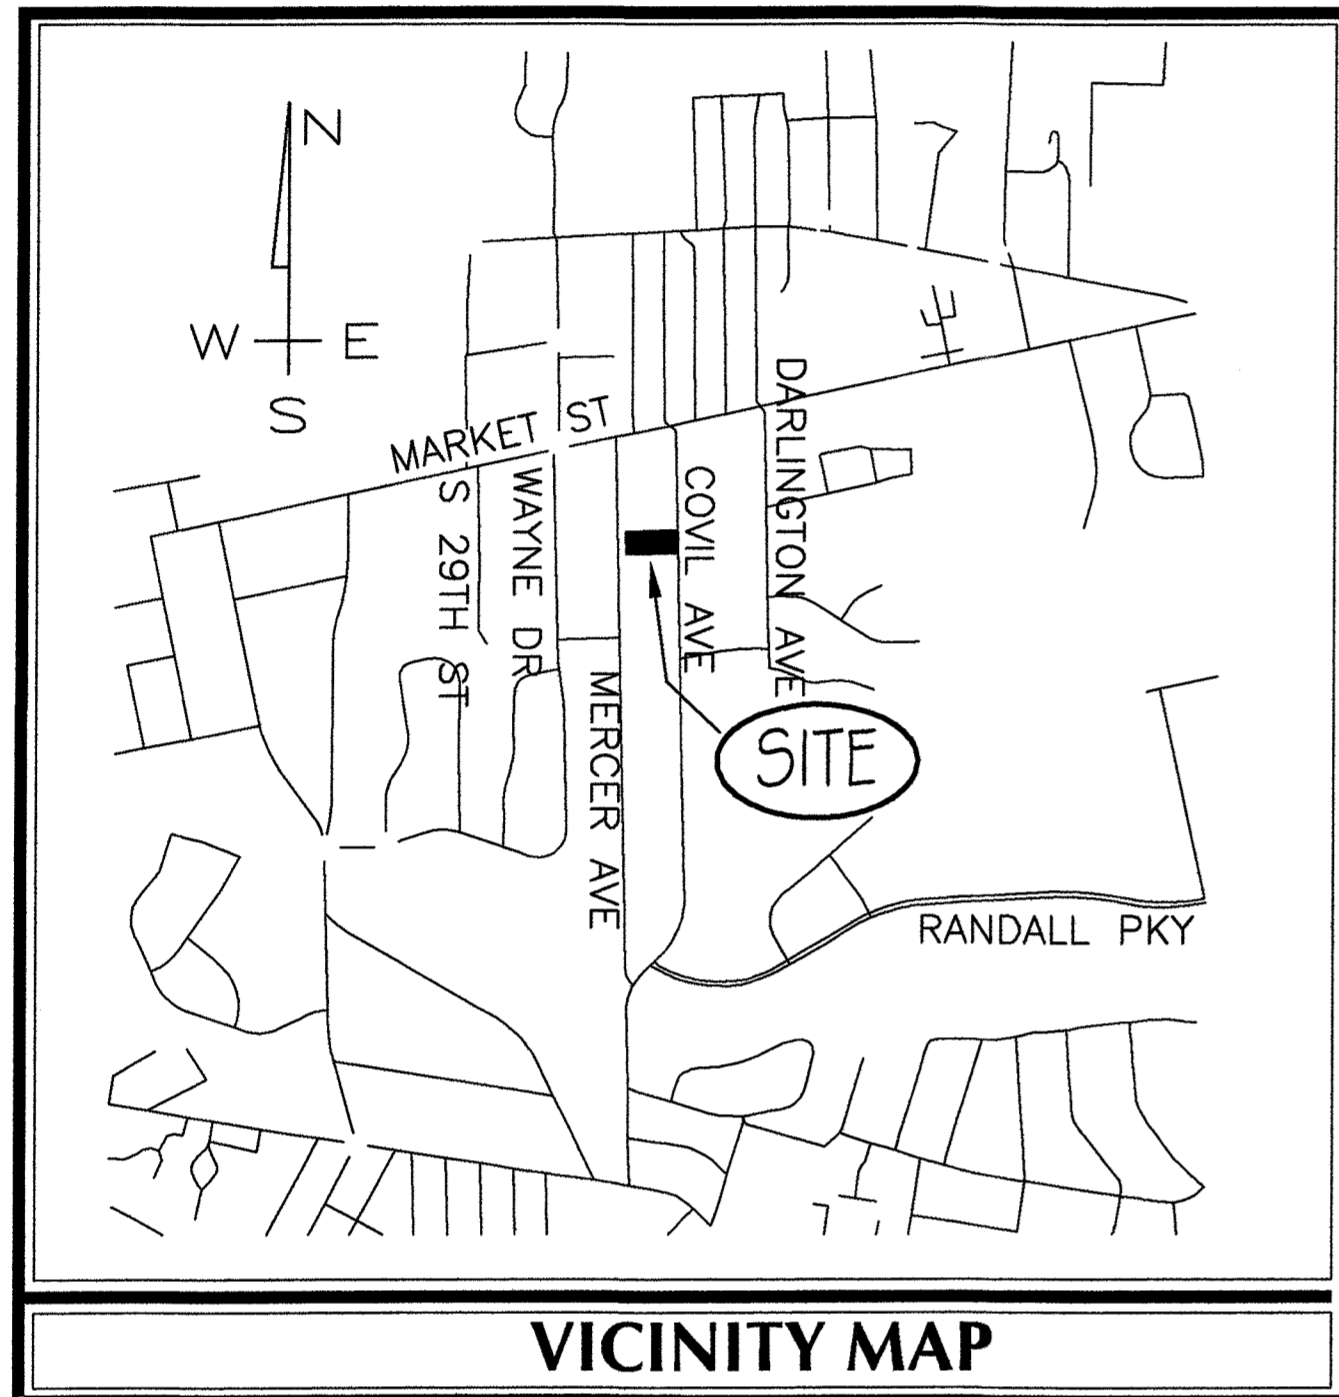 N
W E
S
MARKET ST
S 29TH ST
WAYNE DR
MERCER AVE
COVIL AVE
DARLINGTON AVE
SITE
RANDALL PKY
VICINITY MAP